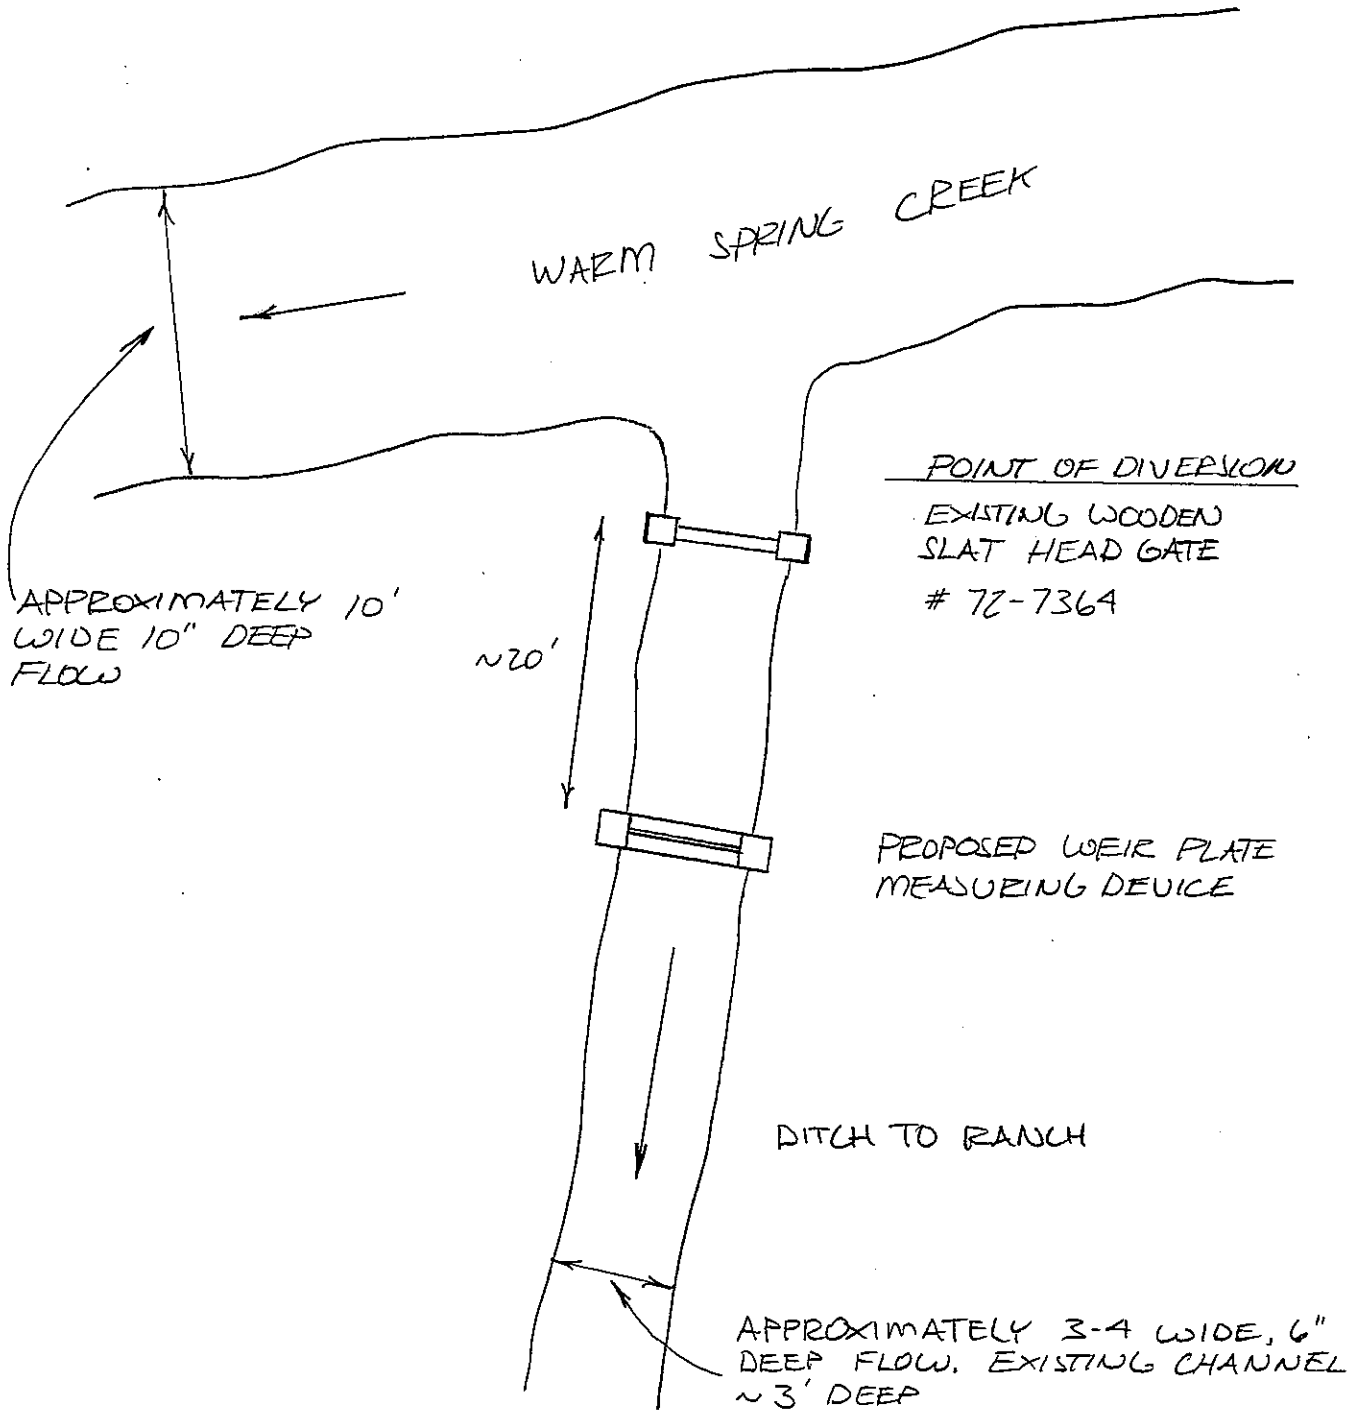 WARM SPRING CREEK
POINT OF DIVERSION
EXISTING WOODEN
SLAT HEAD GATE
# 72-7364
APPROXIMATELY 10'
WIDE 10" DEEP
FLOW
~20'
PROPOSED WEIR PLATE
MEASURING DEVICE
DITCH TO RANCH
APPROXIMATELY 3-4 WIDE, 6"
DEEP FLOW. EXISTING CHANNEL
~3' DEEP